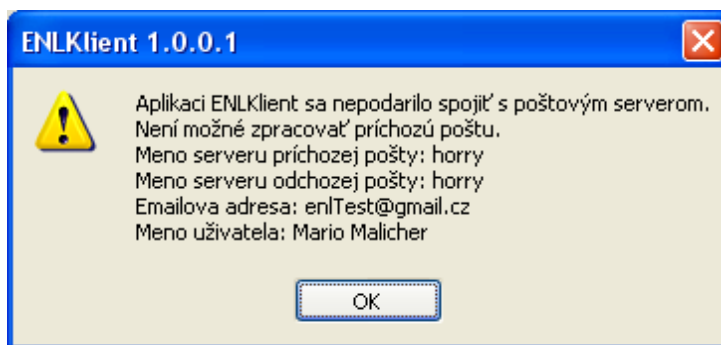 ENLKlient 1.0.0.1
Aplikaci ENLKlient sa nepodarilo spojiť s poštovým serverom.
Není možné zpracovať príchozú poštu.
Meno serveru príchozej pošty: horry
Meno serveru odchozej pošty: horry
Emailova adresa: enlTest@gmail.cz
Meno uživatela: Mario Malicher
OK